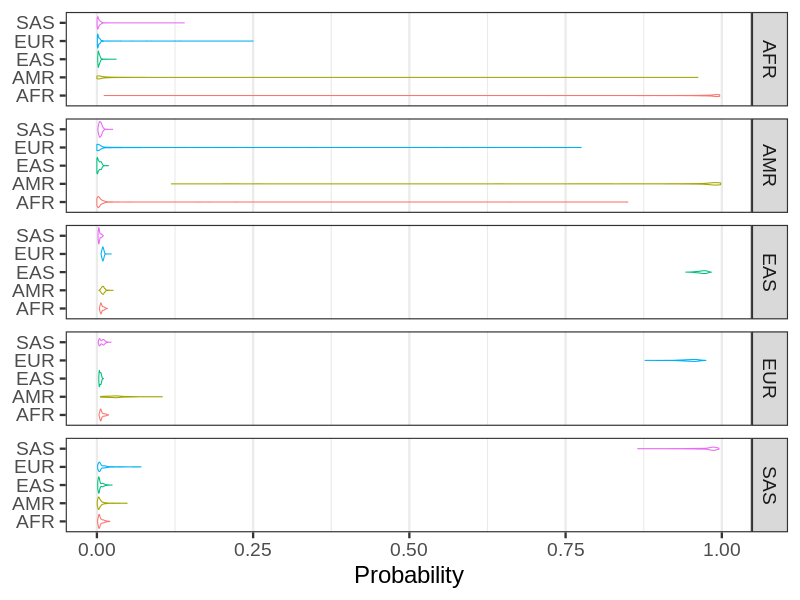 SAS
EUR
EAS
AMR
AFR
AFR
SAS
EUR
EAS
AMR
AFR
AMR
SAS
EUR
EAS
AMR
AFR
EAS
SAS
EUR
EAS
AMR
AFR
EUR
SAS
EUR
EAS
AMR
AFR
SAS
0.00 0.25 0.50 0.75 1.00
Probability